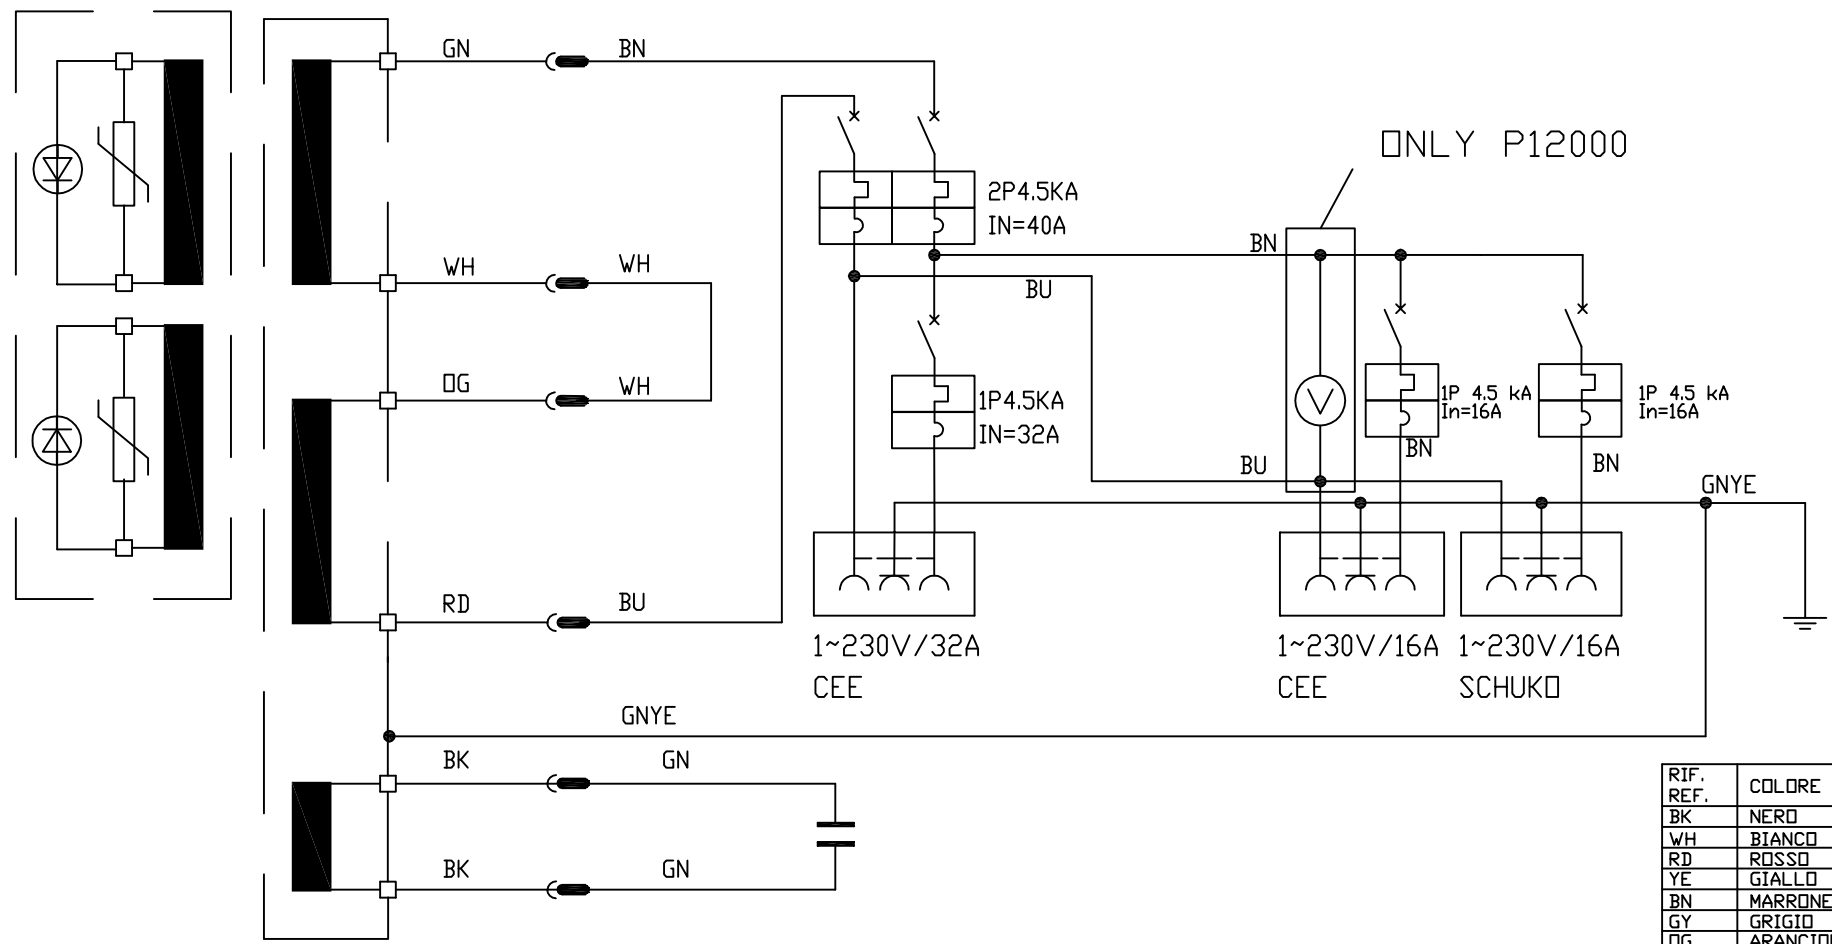 GN
BN
ONLY P12000
2P4.5KA
IN=40A
BN
WH
WH
BU
OG
WH
1P4.5KA
IN=32A
1P 4.5 kA
In=16A
1P 4.5 kA
In=16A
BN
BU
BN
GNYE
RD
BU
1~230V/32A
CEE
1~230V/16A
CEE
1~230V/16A
SCHUKO
GNYE
BK
GN
BK
GN
V
RIF.
REF.
COLORE
BK NERO
WH BIANCO
RD ROSSO
YE GIALLO
BN MARRONE
GY GRIGIO
OG